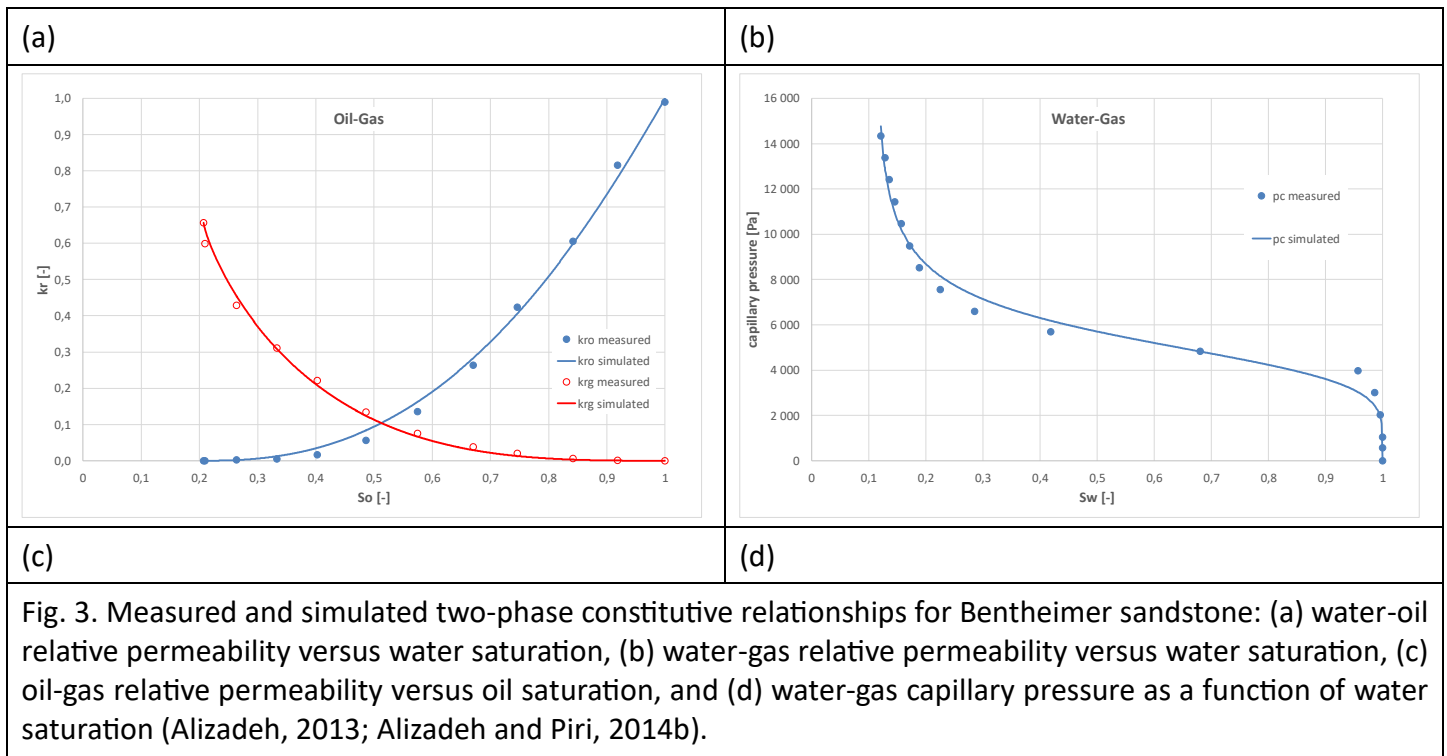 (a)
(b)
Oil-Gas
kr [-]
1,0
0,9
0,8
0,7
0,6
0,5
0,4
0,3
0,2
0,1
0,0
0 0,1 0,2 0,3 0,4 0,5 0,6 0,7 0,8 0,9 1
So [-]
kro measured
kro simulated
krg measured
krg simulated
Water-Gas
capillary pressure [Pa]
16 000
14 000
12 000
10 000
8 000
6 000
4 000
2 000
0
0 0,1 0,2 0,3 0,4 0,5 0,6 0,7 0,8 0,9 1
Sw [-]
pc measured
pc simulated
(c)
(d)
Fig. 3. Measured and simulated two-phase constitutive relationships for Bentheimer sandstone: (a) water-oil
relative permeability versus water saturation, (b) water-gas relative permeability versus water saturation, (c)
oil-gas relative permeability versus oil saturation, and (d) water-gas capillary pressure as a function of water
saturation (Alizadeh, 2013; Alizadeh and Piri, 2014b).